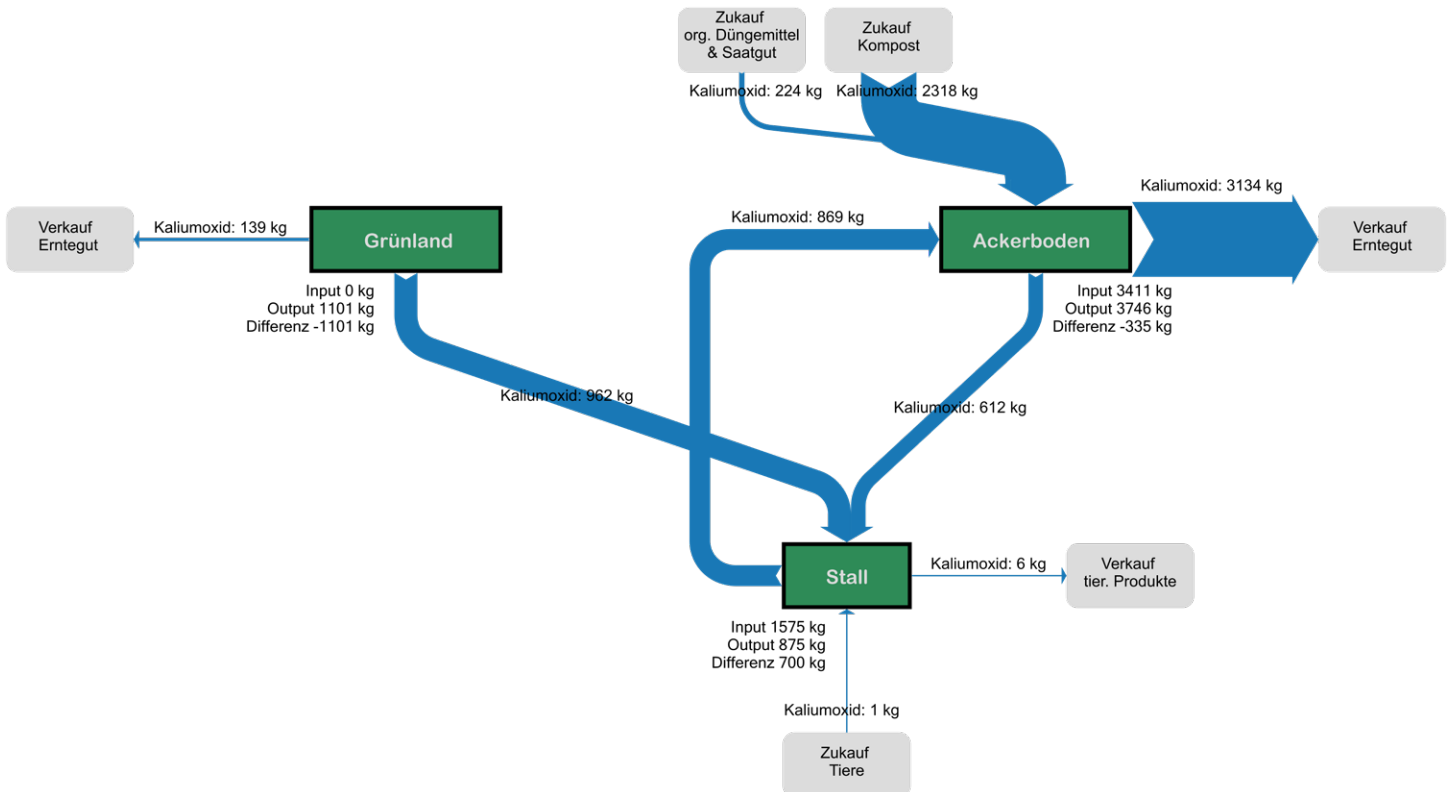 Zukauf
org. Düngemittel
& Saatgut
Zukauf
Kompost
Kaliumoxid: 224 kg
Kaliumoxid: 2318 kg
Kaliumoxid: 3134 kg
Verkauf
Erntegut
Kaliumoxid: 139 kg
Grünland
Kaliumoxid: 869 kg
Ackerboden
Verkauf
Erntegut
Input 0 kg
Output 1101 kg
Differenz -1101 kg
Input 3411 kg
Output 3746 kg
Differenz -335 kg
Kaliumoxid: 962 kg
Kaliumoxid: 612 kg
Stall
Kaliumoxid: 6 kg
Verkauf
tier. Produkte
Input 1575 kg
Output 875 kg
Differenz 700 kg
Kaliumoxid: 1 kg
Zukauf
Tiere